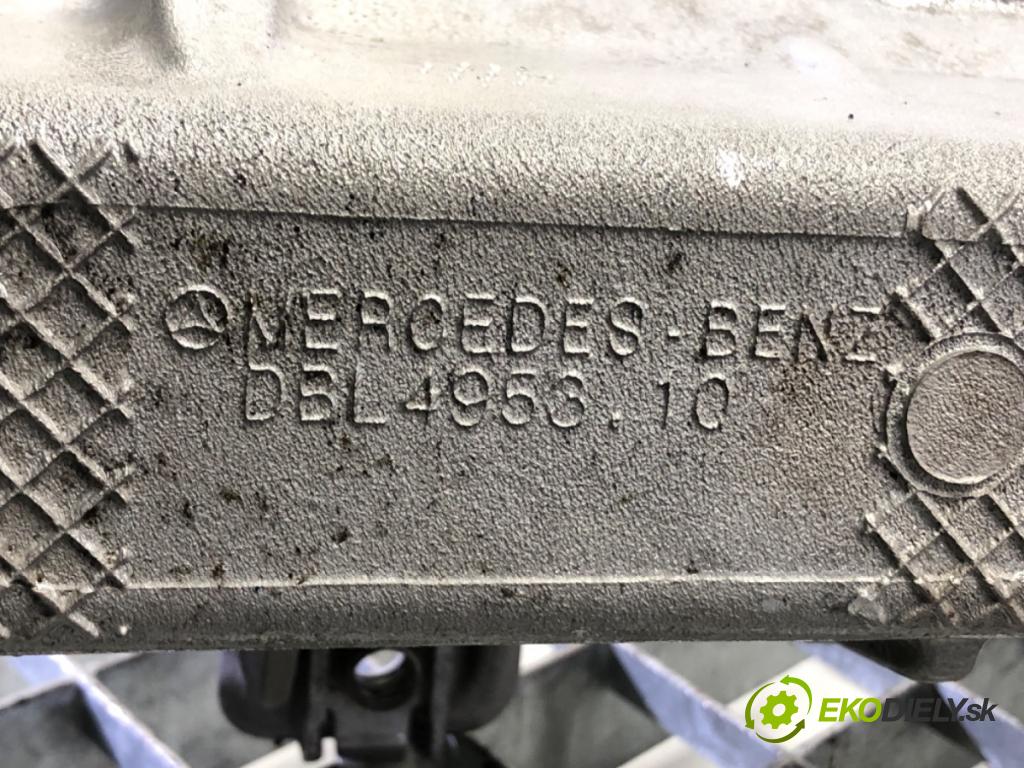 MERCEDES-BENZ
DBL4953.10
EKODIELY.sk